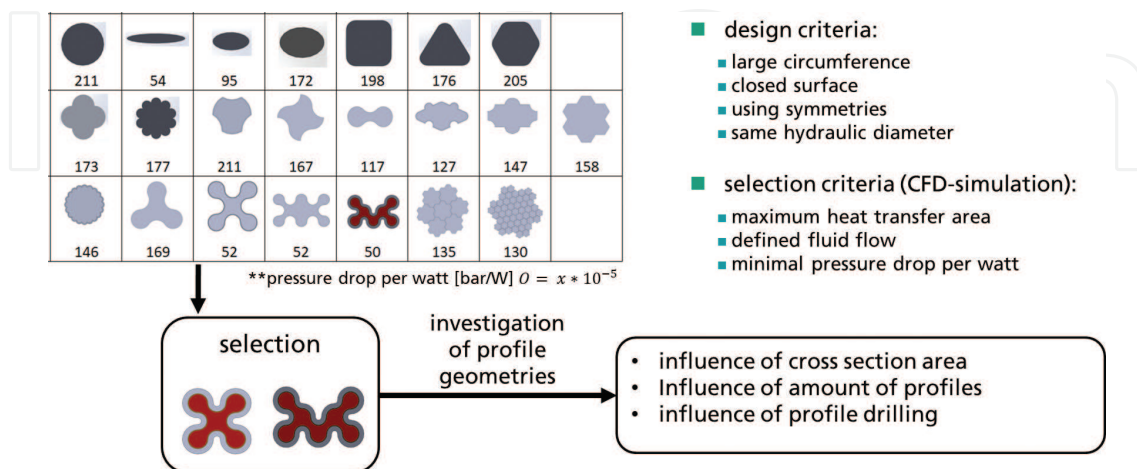 211 54 95 172 198 176 205
173 177 211 167 117 127 147 158
146 169 52 52 50 135 130
**pressure drop per watt [bar/W] O = x * 10⁻⁵
design criteria:
large circumference
closed surface
using symmetries
same hydraulic diameter
selection criteria (CFD-simulation):
maximum heat transfer area
defined fluid flow
minimal pressure drop per watt
selection
investigation
of profile
geometries
• influence of cross section area
• Influence of amount of profiles
• influence of profile drilling